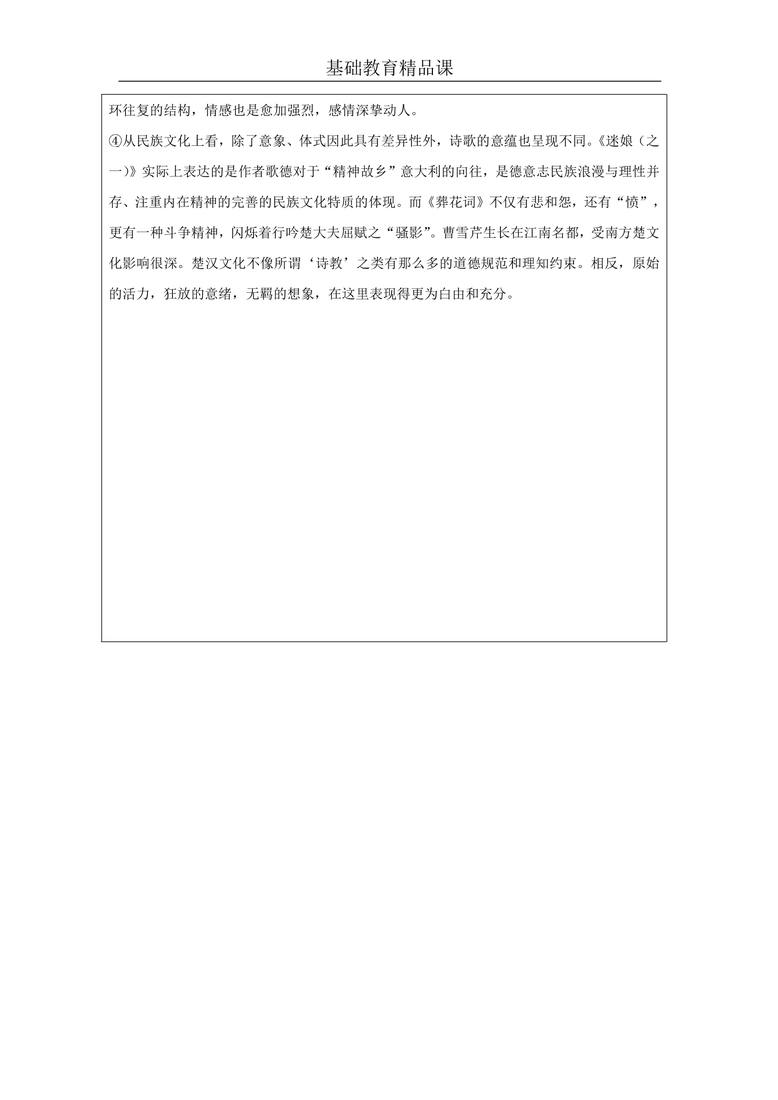 基础教育精品课
环往复的结构，情感也是愈加强烈，感情深挚动人。
④从民族文化上看，除了意象、体式因此具有差异性外，诗歌的意蕴也呈现不同。《迷娘（之
一）》实际上表达的是作者歌德对于“精神故乡”意大利的向往，是德意志民族浪漫与理性并
存、注重内在精神的完善的民族文化特质的体现。而《葬花词》不仅有悲和怨，还有“愤”，
更有一种斗争精神，闪烁着行吟楚大夫屈赋之“骚影”。曹雪芹生长在江南名都，受南方楚文
化影响很深。楚汉文化不像所谓‘诗教’之类有那么多的道德规范和理知约束。相反，原始
的活力，狂放的意绪，无羁的想象，在这里表现得更为自由和充分。